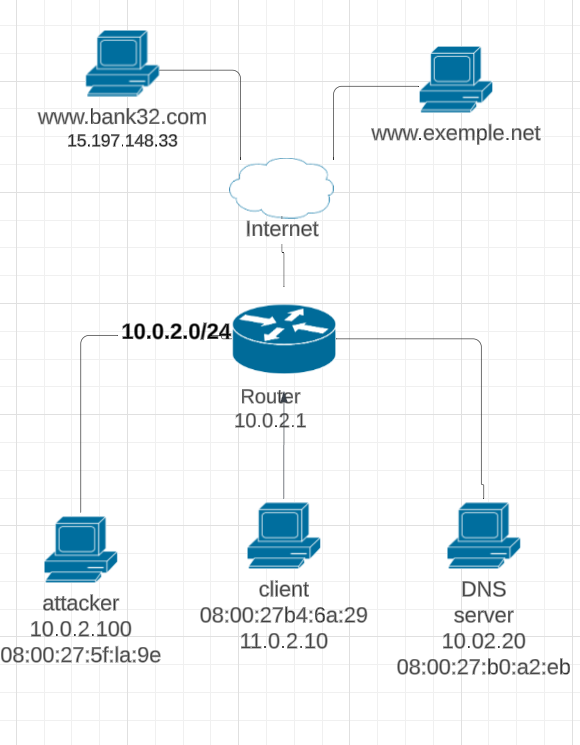 www.bank32.com
15.197.148.33
www.exemple.net
Internet
10.0.2.0/24
Router
10.0.2.1
attacker
10.0.2.100
08:00:27:5f:la:9e
client
08:00:27b4:6a:29
11.0.2.10
DNS
server
10.02.20
08:00:27:b0:a2:eb